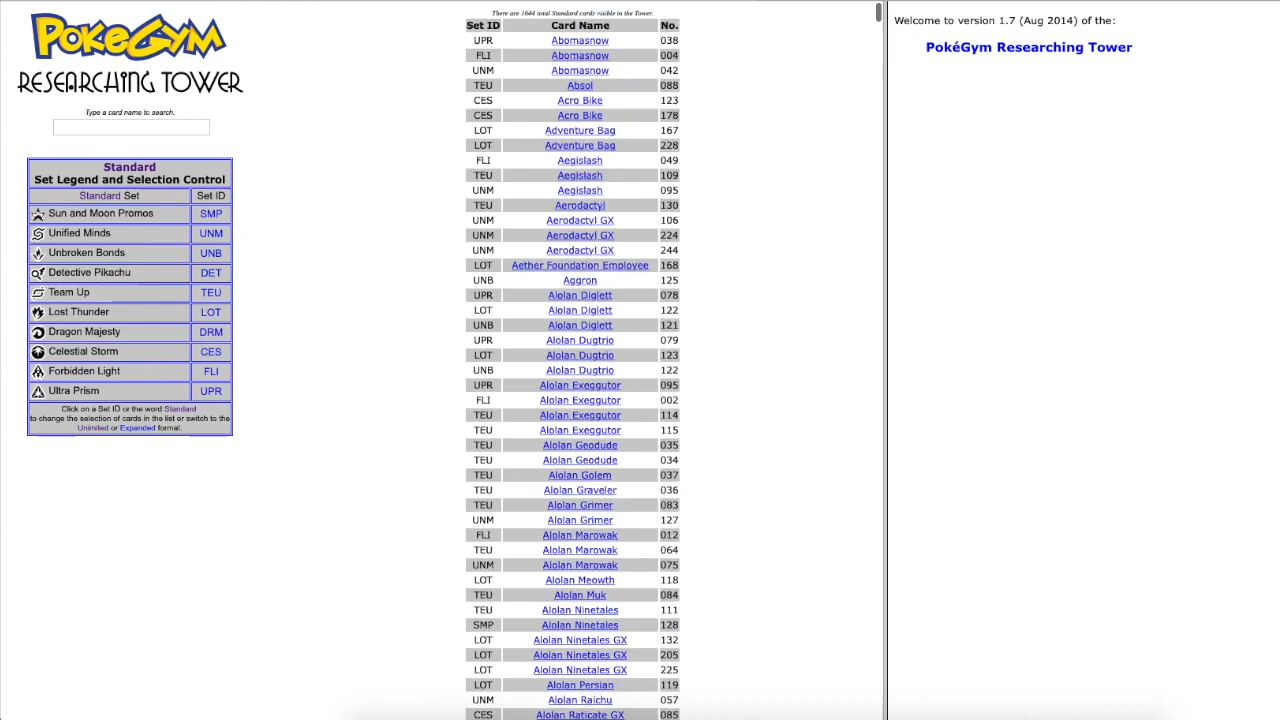 POKéGYM
RESEARCHING TOWER
Type a card name to search.
Standard
Set Legend and Selection Control
Standard Set Set ID
Sun and Moon Promos SMP
Unified Minds UNM
Unbroken Bonds UNB
Detective Pikachu DET
Team Up TEU
Lost Thunder LOT
Dragon Majesty DRM
Celestial Storm CES
Forbidden Light FLI
Ultra Prism UPR
Click on a Set ID or the word Standard
to change the selection of cards in the list or switch to the
Unimited or Expanded format.
There are 1644 total Standard cards visible in the Tower.
Set ID Card Name No.
UPR Abomasnow 038
FLI Abomasnow 004
UNM Abomasnow 042
TEU Absol 088
CES Acro Bike 123
CES Acro Bike 178
LOT Adventure Bag 167
LOT Adventure Bag 228
FLI Aegislash 049
TEU Aegislash 109
UNM Aegislash 095
TEU Aerodactyl 130
UNM Aerodactyl GX 106
UNM Aerodactyl GX 224
UNM Aerodactyl GX 244
LOT Aether Foundation Employee 168
UNB Aggron 125
UPR Alolan Diglett 078
LOT Alolan Diglett 122
UNB Alolan Diglett 121
UPR Alolan Dugtrio 079
LOT Alolan Dugtrio 123
UNB Alolan Dugtrio 122
UPR Alolan Exeggutor 095
FLI Alolan Exeggutor 002
TEU Alolan Exeggutor 114
TEU Alolan Exeggutor 115
TEU Alolan Geodude 035
TEU Alolan Geodude 034
TEU Alolan Golem 037
TEU Alolan Graveler 036
TEU Alolan Grimer 083
UNM Alolan Grimer 127
FLI Alolan Marowak 012
TEU Alolan Marowak 064
UNM Alolan Marowak 075
LOT Alolan Meowth 118
TEU Alolan Muk 084
TEU Alolan Ninetales 111
SMP Alolan Ninetales 128
LOT Alolan Ninetales GX 132
LOT Alolan Ninetales GX 205
LOT Alolan Ninetales GX 225
LOT Alolan Persian 119
UNM Alolan Raichu 057
CES Alolan Raticate GX 085
Welcome to version 1.7 (Aug 2014) of the:
PokéGym Researching Tower